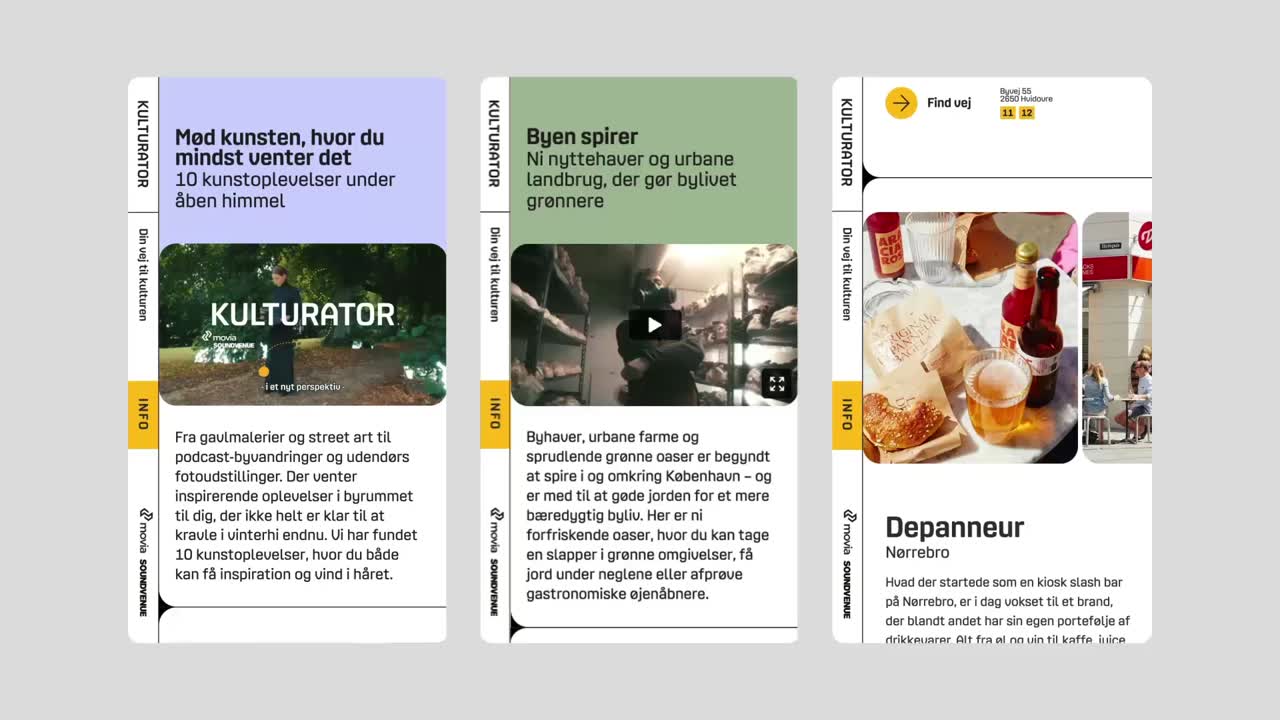 KULTURATOR
Din vej til kulturen
INFO
movia
SOUNDVENUE
Mød kunsten, hvor du
mindst venter det
10 kunstoplevelser under
åben himmel
KULTURATOR
movia
SOUNDVENUE
- i et nyt perspektiv -
Fra gavlmalerier og street art til
podcast-byvandringer og udendørs
fotoudstillinger. Der venter
inspirerende oplevelser i byrummet
til dig, der ikke helt er klar til at
kravle i vinterhi endnu. Vi har fundet
10 kunstoplevelser, hvor du både
kan få inspiration og vind i håret.
KULTURATOR
Din vej til kulturen
INFO
movia
SOUNDVENUE
Byen spirer
Ni nyttehaver og urbane
landbrug, der gør bylivet
grønnere
Byhaver, urbane farme og
sprudlende grønne oaser er begyndt
at spire i og omkring København – og
er med til at gøde jorden for et mere
bæredygtig byliv. Her er ni
forfriskende oaser, hvor du kan tage
en slapper i grønne omgivelser, få
jord under neglene eller afprøve
gastronomiske øjenåbnere.
KULTURATOR
Din vej til kulturen
INFO
movia
SOUNDVENUE
Find vej
Byvej 55
2650 Hvidovre
11 12
Depanneur
Nørrebro
Hvad der startede som en kiosk slash bar
på Nørrebro, er i dag vokset til et brand,
der blandt andet har sin egen portefølje af
drikkevarer. Alt fra øl og vin til kaffe, juice